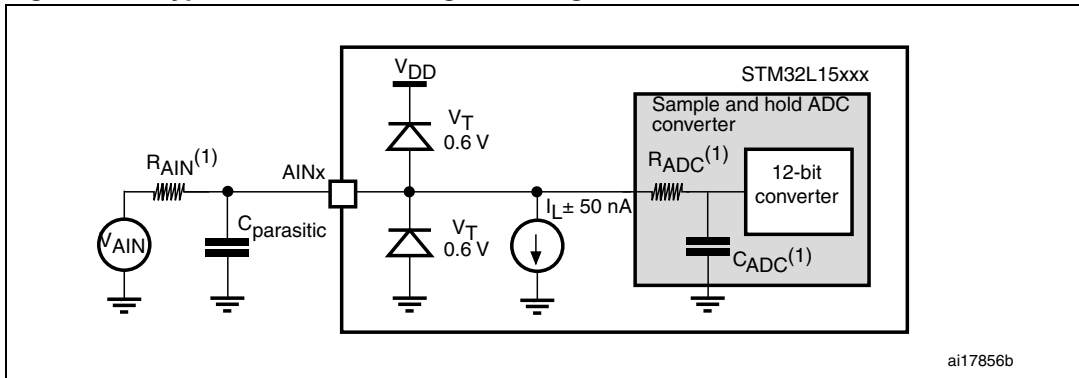 V_DD
STM32L15xxx
Sample and hold ADC
converter
V_T
0.6 V
R_AIN(1)
AINx
R_ADC(1)
12-bit
converter
I_L± 50 nA
C_parasitic
V_T
0.6 V
V_AIN
C_ADC(1)
ai17856b